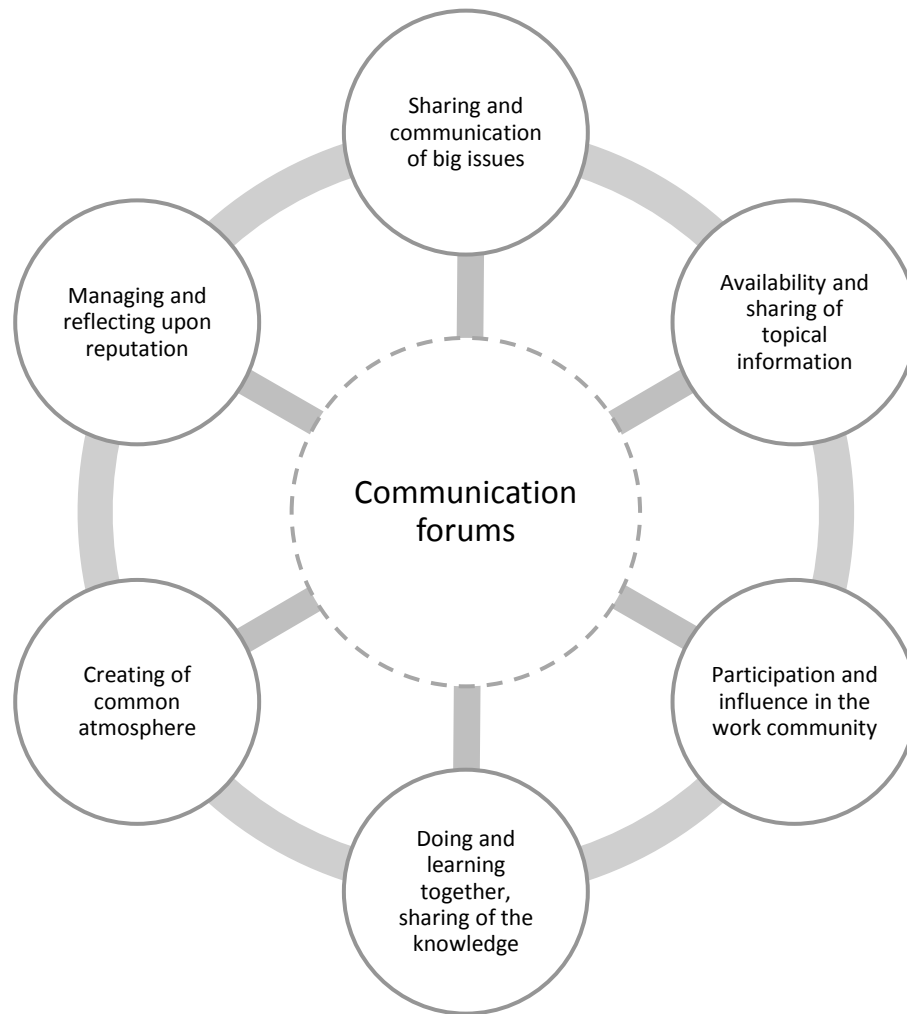 Sharing and
communication
of big issues
Availability and
sharing of
topical
information
Participation and
influence in the
work community
Doing and
learning
together,
sharing of the
knowledge
Creating of
common
atmosphere
Managing and
reflecting upon
reputation
Communication
forums